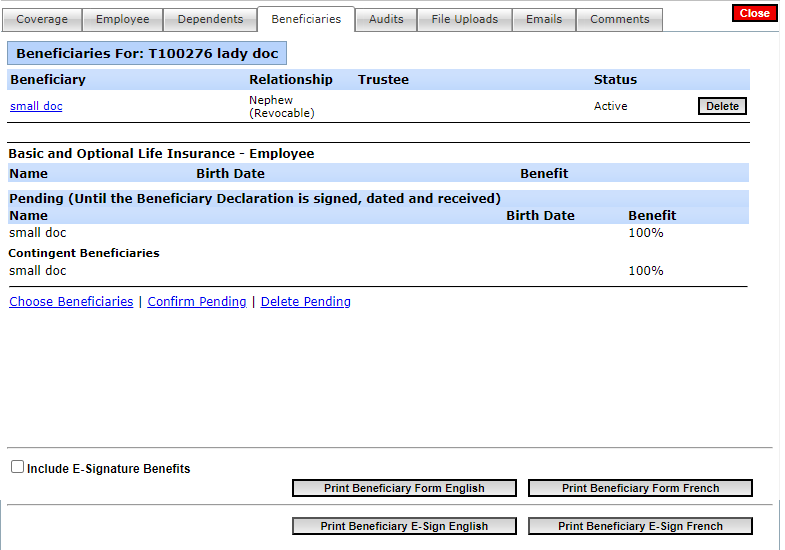 Coverage Employee Dependents Beneficiaries Audits File Uploads Emails Comments Close
Beneficiaries For: T100276 lady doc
Beneficiary Relationship Trustee Status
small doc Nephew (Revocable) Active Delete
Basic and Optional Life Insurance - Employee
Name Birth Date Benefit
Pending (Until the Beneficiary Declaration is signed, dated and received)
Name Birth Date Benefit
small doc 100%
Contingent Beneficiaries
small doc 100%
Choose Beneficiaries | Confirm Pending | Delete Pending
Include E-Signature Benefits
Print Beneficiary Form English Print Beneficiary Form French
Print Beneficiary E-Sign English Print Beneficiary E-Sign French